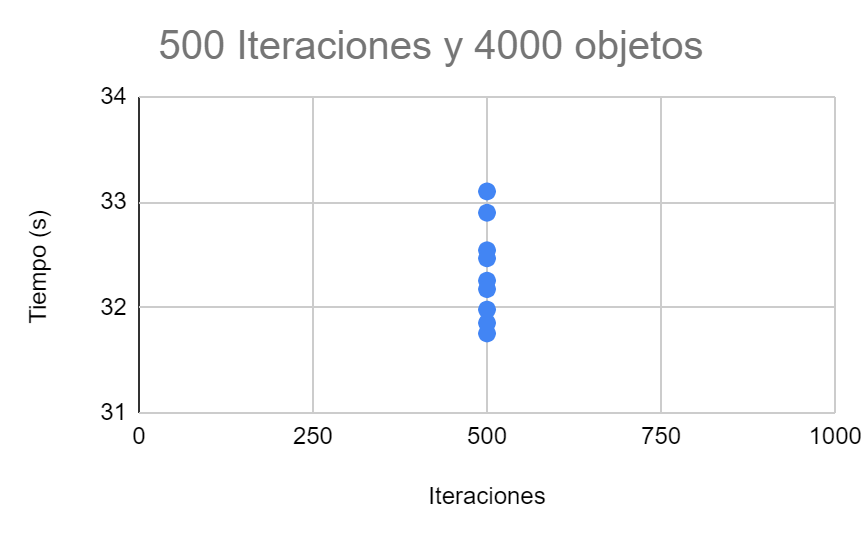 500 Iteraciones y 4000 objetos
34
33
32
31
Tiempo (s)
0 250 500 750 1000
Iteraciones